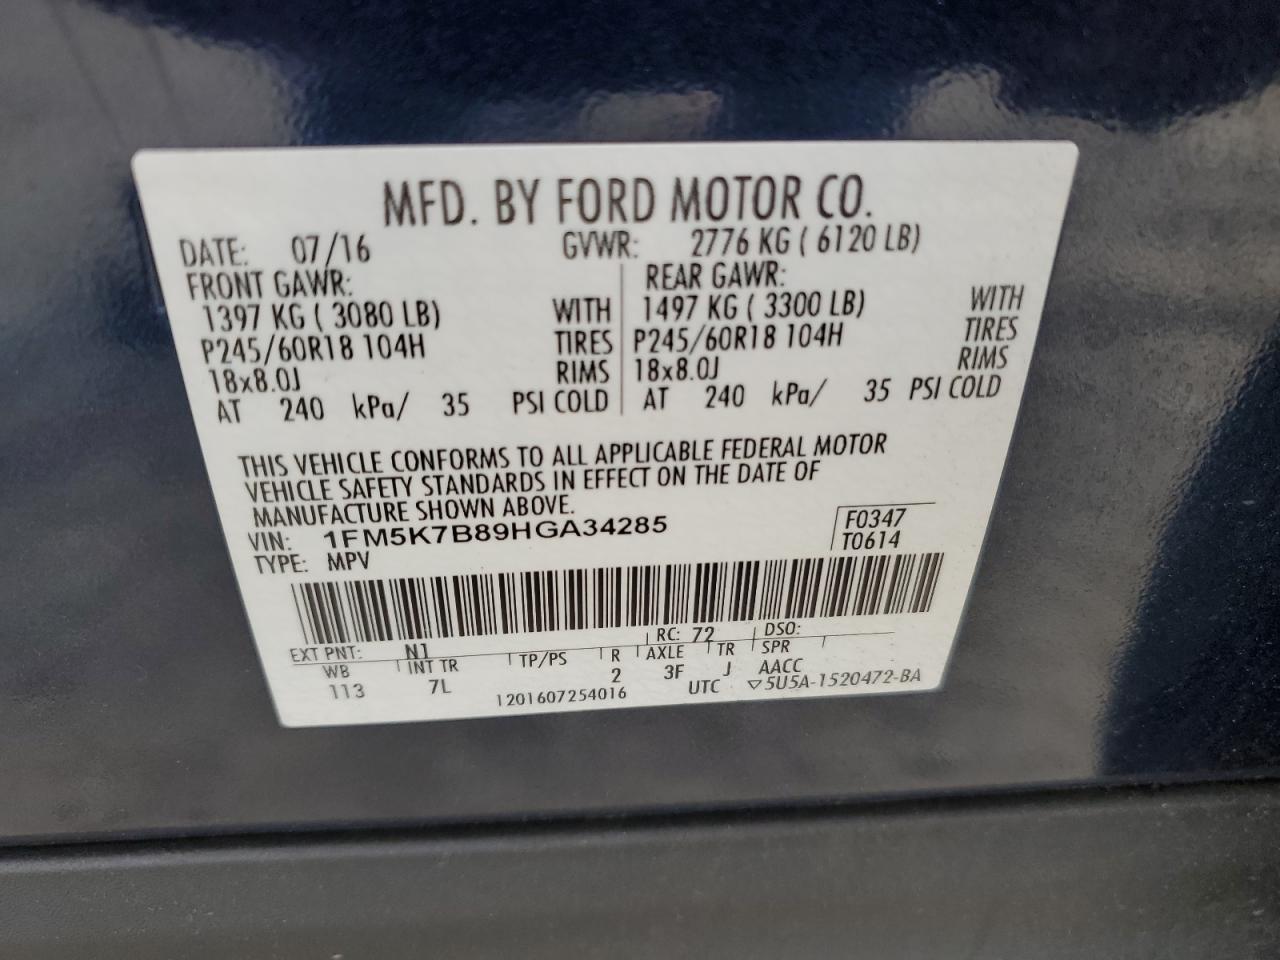 MFD. BY FORD MOTOR CO.
DATE: 07/16 GVWR: 2776 KG ( 6120 LB)
FRONT GAWR: REAR GAWR:
1397 KG ( 3080 LB) WITH 1497 KG ( 3300 LB) WITH
P245/60R18 104H TIRES P245/60R18 104H TIRES
18x8.0J RIMS 18x8.0J RIMS
AT 240 kPa/ 35 PSI COLD AT 240 kPa/ 35 PSI COLD
THIS VEHICLE CONFORMS TO ALL APPLICABLE FEDERAL MOTOR
VEHICLE SAFETY STANDARDS IN EFFECT ON THE DATE OF
MANUFACTURE SHOWN ABOVE.
VIN: 1FM5K7B89HGA34285 F0347
TYPE: MPV T0614
EXT PNT: N1 RC: 72 DSO:
WB INT TR TP/PS R AXLE TR SPR
113 7L 2 3F J AACC
1201607254016 UTC ▽5U5A-1520472-BA